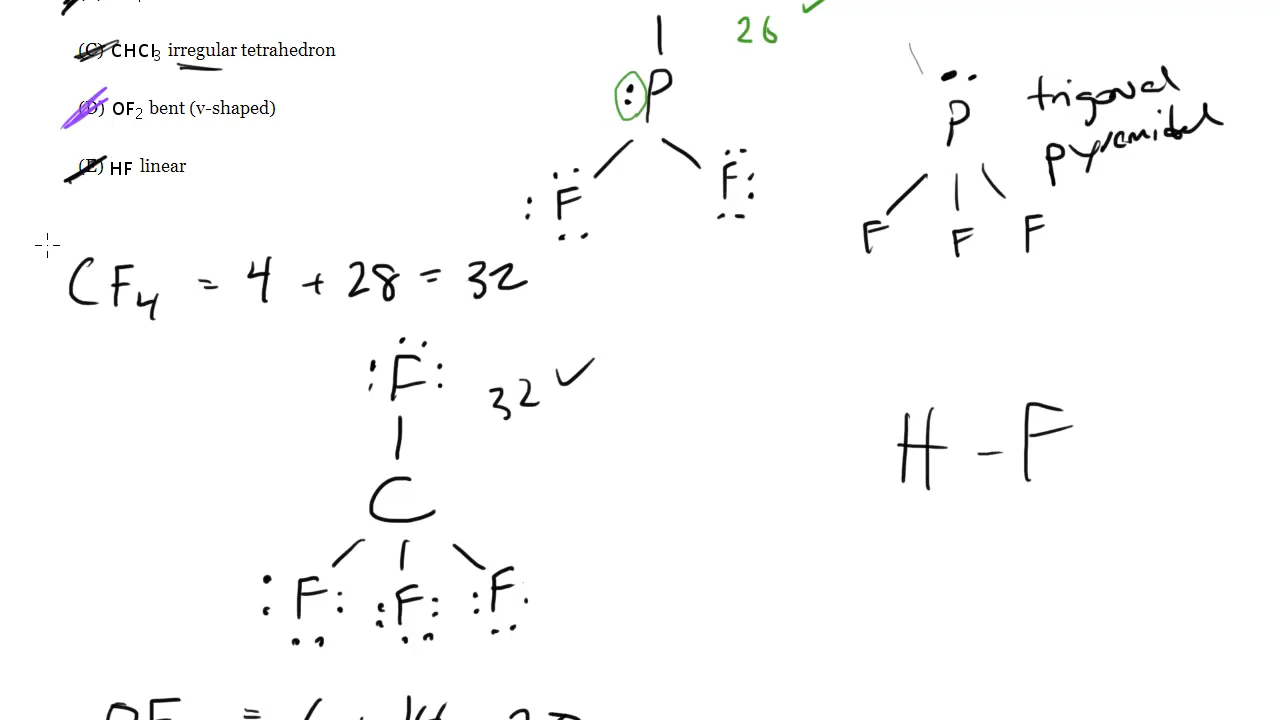 (C) CHCl₃ irregular tetrahedron
(D) OF₂ bent (v-shaped)
(E) HF linear
26
P
F F
P
F F F
trigonal
pyramidal
CF₄ = 4 + 28 = 32
F
32 ✓
C
F F F
H - F